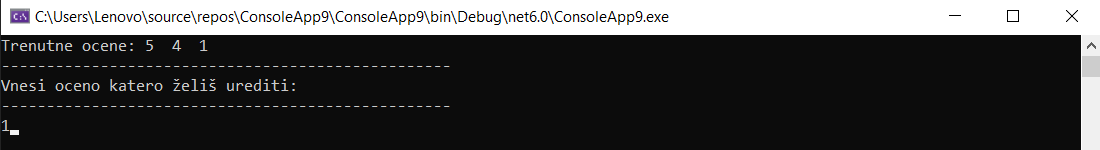 C:\Users\Lenovo\source\repos\ConsoleApp9\ConsoleApp9\bin\Debug\net6.0\ConsoleApp9.exe
Trenutne ocene: 5  4  1
--------------------------------------------------
Vnesi oceno katero želiš urediti:
--------------------------------------------------
1